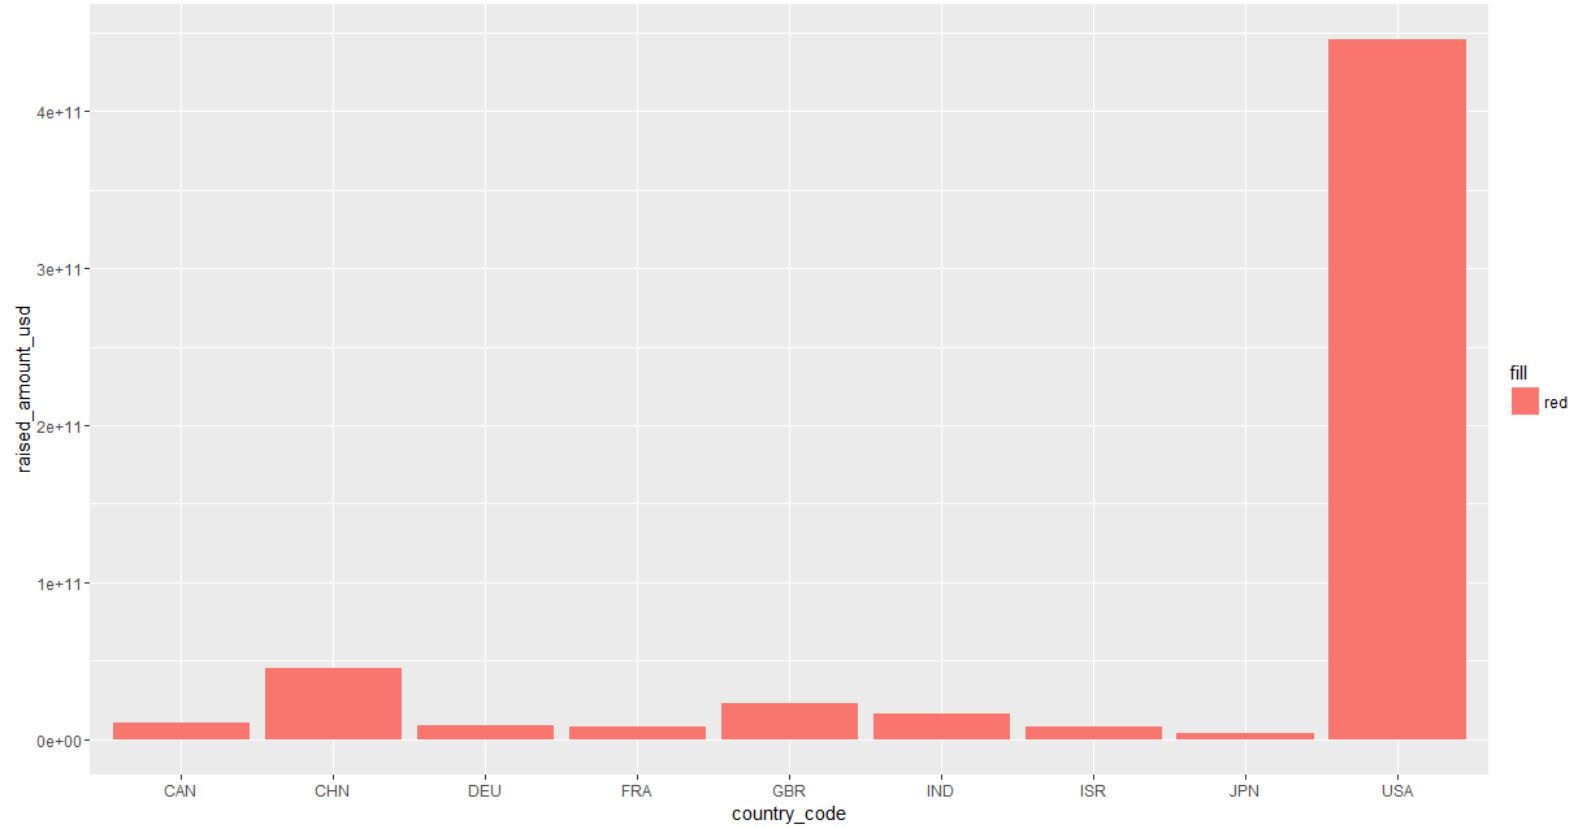 raised_amount_usd
4e+11
3e+11
2e+11
1e+11
0e+00
CAN CHN DEU FRA GBR IND ISR JPN USA
country_code
fill
red